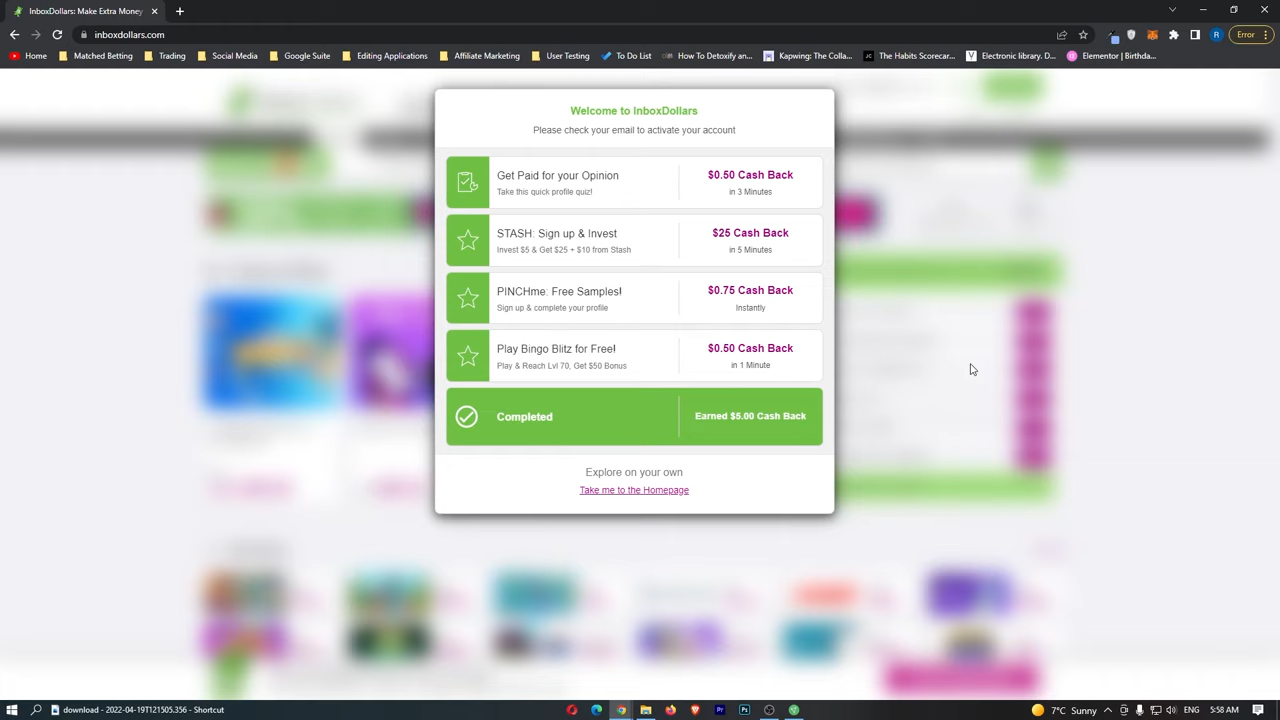 InboxDollars: Make Extra Money
inboxdollars.com
R
Error
Home
Matched Betting
Trading
Social Media
Google Suite
Editing Applications
Affiliate Marketing
User Testing
To Do List
How To Detoxify and...
Kapwing: The Colla...
The Habits Scorecar...
Electronic library. D...
Elementor | Birthda...
Welcome to InboxDollars
Please check your email to activate your account
Get Paid for your Opinion
Take this quick profile quiz!
$0.50 Cash Back
in 3 Minutes
STASH: Sign up & Invest
Invest $5 & Get $25 + $10 from Stash
$25 Cash Back
in 5 Minutes
PINCHme: Free Samples!
Sign up & complete your profile
$0.75 Cash Back
Instantly
Play Bingo Blitz for Free!
Play & Reach Lvl 70, Get $50 Bonus
$0.50 Cash Back
in 1 Minute
Completed
Earned $5.00 Cash Back
Explore on your own
Take me to the Homepage
download - 2022-04-19T121505.356 - Shortcut
Pr
Ps
7°C Sunny
ENG
5:58 AM